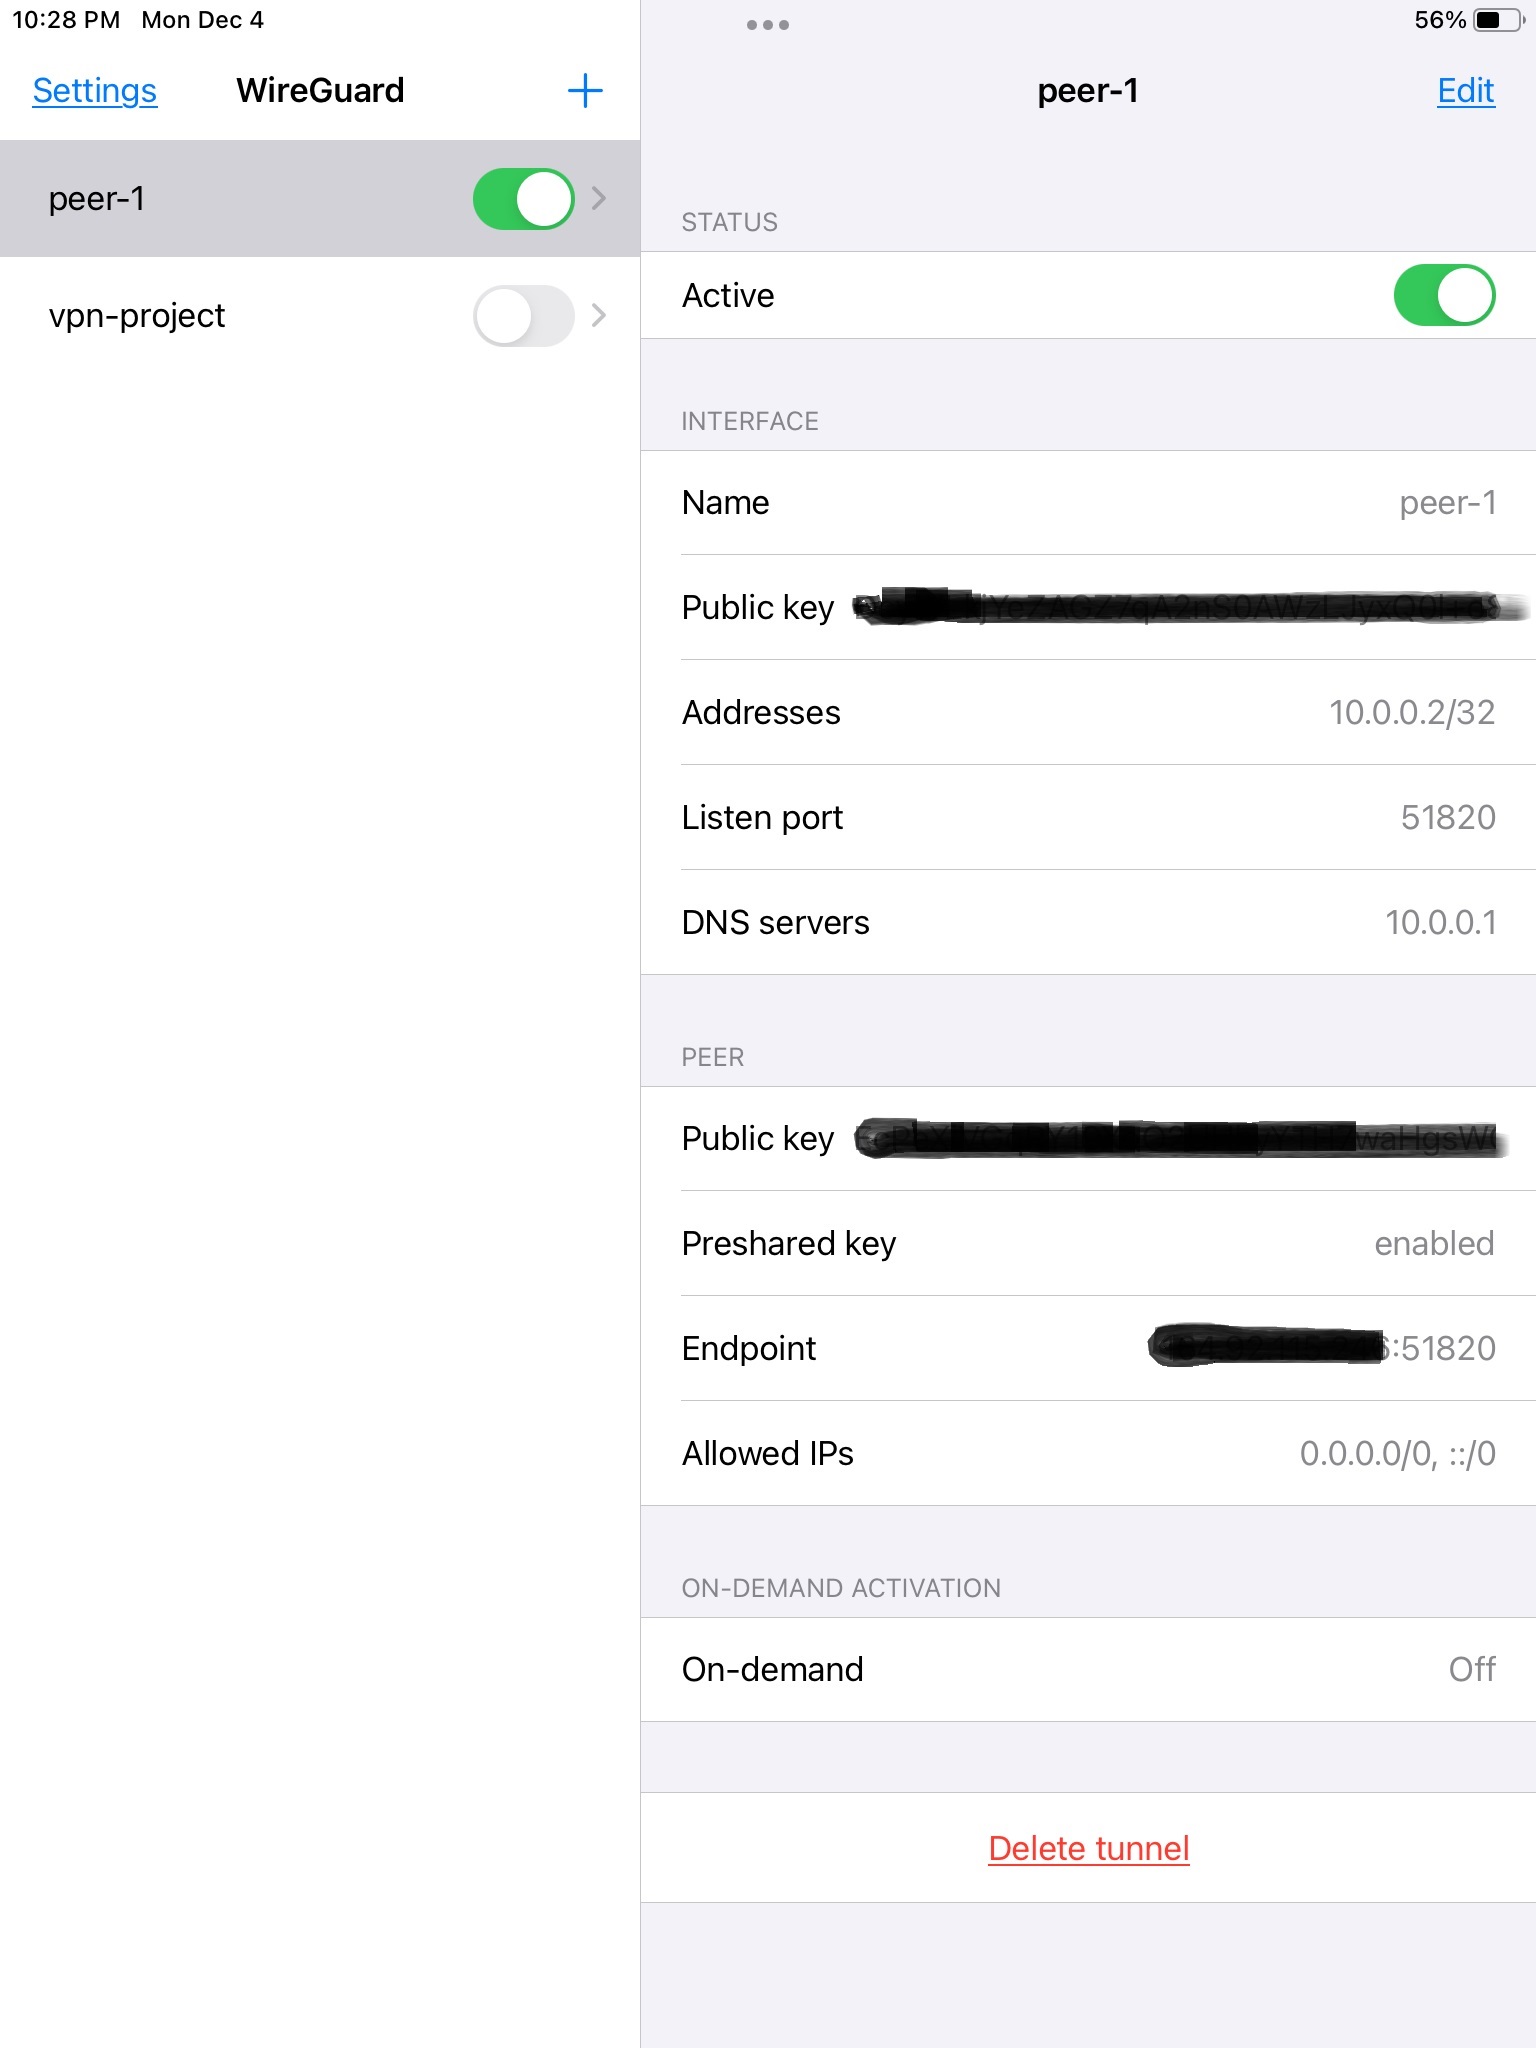 10:28 PM Mon Dec 4
56%
Settings WireGuard
peer-1
vpn-project
peer-1 Edit
STATUS
Active
INTERFACE
Name peer-1
Public key
Addresses 10.0.0.2/32
Listen port 51820
DNS servers 10.0.0.1
PEER
Public key
Preshared key enabled
Endpoint :51820
Allowed IPs 0.0.0.0/0, ::/0
ON-DEMAND ACTIVATION
On-demand Off
Delete tunnel